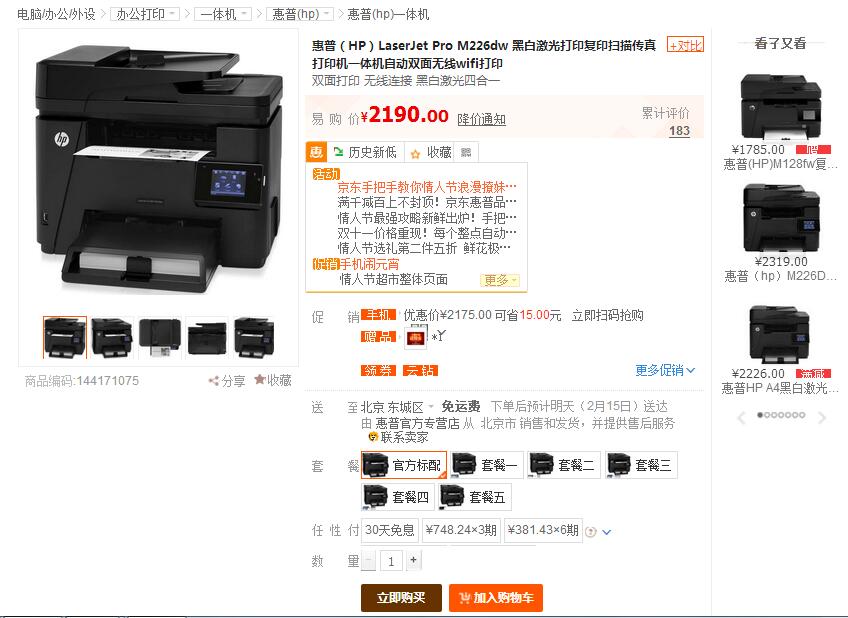 电脑/办公/外设 > 办公打印 > 一体机 > 惠普(hp) > 惠普(hp)一体机
hp
商品编码:144171075
分享 收藏
惠普（HP）LaserJet Pro M226dw 黑白激光打印复印扫描传真
打印机一体机自动双面无线wifi打印
+对比
双面打印 无线连接 黑白激光四合一
易购价 ¥2190.00 降价通知
累计评价
183
惠 历史新低 收藏
活动
京东手把手教你情人节浪漫撩妹…
满千减百上不封顶！京东惠普品…
情人节最强攻略新鲜出炉！手把…
双十一价格重现！每个整点自动…
情人节选礼第二件五折 鲜花极…
促销 手机闹元宵
情人节超市整体页面
更多
促销 手机 优惠价¥2175.00 可省15.00元 立即扫码抢购
赠品
领券 云钻
更多促销
送至 北京 东城区 免运费 下单后预计明天（2月15日）送达
由 惠普官方专营店 从 北京市 销售和发货，并提供售后服务
联系卖家
套餐 官方标配 套餐一 套餐二 套餐三
套餐四 套餐五
任性付 30天免息 ¥748.24×3期 ¥381.43×6期 ?
数量 - 1 +
立即购买 加入购物车
看了又看
¥1785.00
惠普(HP)M128fw复…
¥2319.00
惠普（hp）M226D…
¥2226.00 满减
惠普HP A4黑白激光…